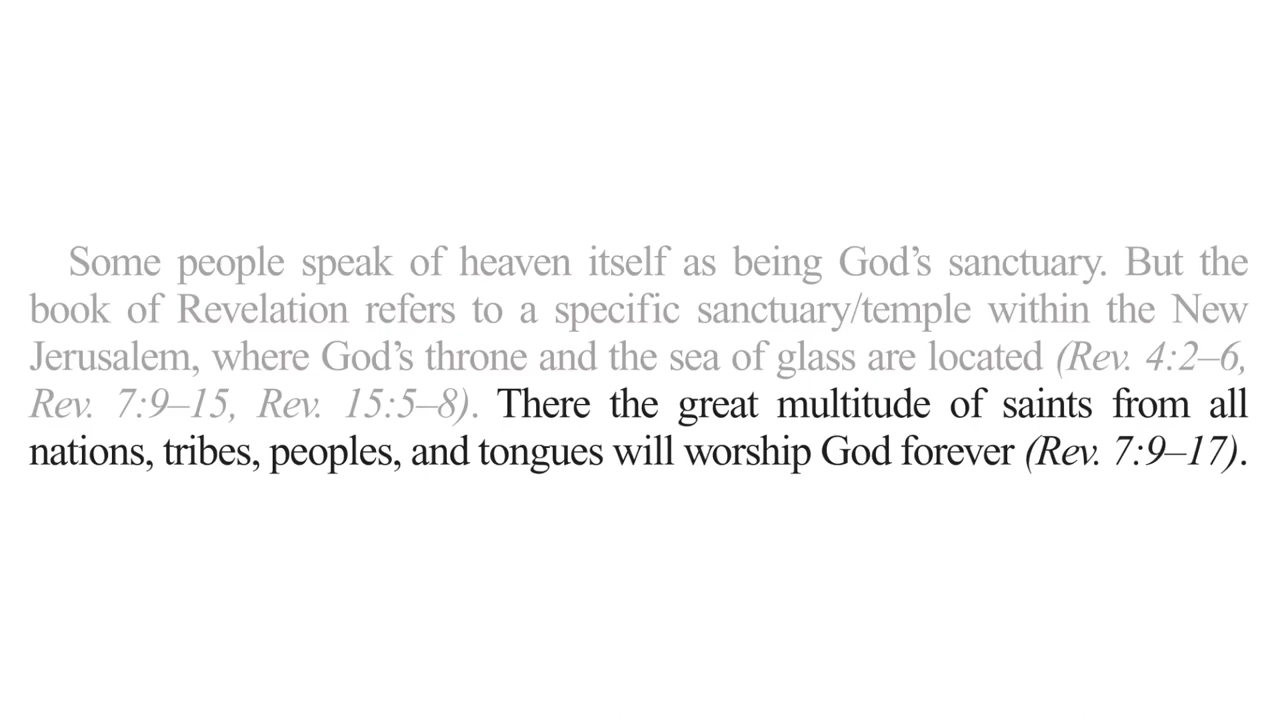 Some people speak of heaven itself as being God’s sanctuary. But the
book of Revelation refers to a specific sanctuary/temple within the New
Jerusalem, where God’s throne and the sea of glass are located (Rev. 4:2–6,
Rev. 7:9–15, Rev. 15:5–8). There the great multitude of saints from all
nations, tribes, peoples, and tongues will worship God forever (Rev. 7:9–17).